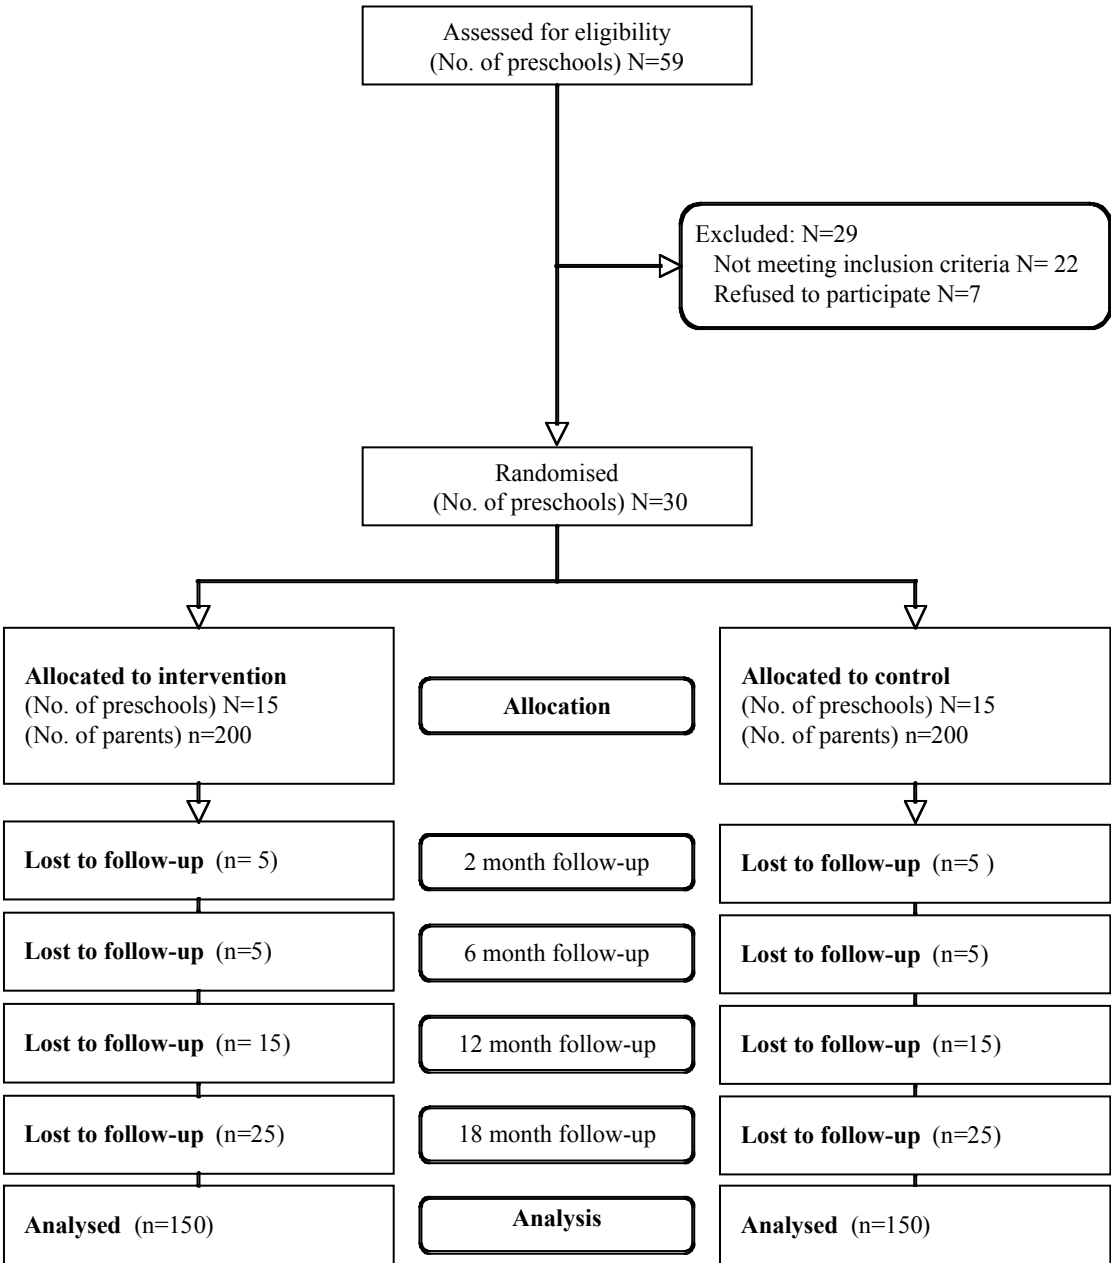 Assessed for eligibility
(No. of preschools) N=59
Excluded: N=29
Not meeting inclusion criteria N= 22
Refused to participate N=7
Randomised
(No. of preschools) N=30
Allocated to intervention
(No. of preschools) N=15
(No. of parents) n=200
Allocation
Allocated to control
(No. of preschools) N=15
(No. of parents) n=200
Lost to follow-up (n= 5)
2 month follow-up
Lost to follow-up (n=5 )
Lost to follow-up (n=5)
6 month follow-up
Lost to follow-up (n=5)
Lost to follow-up (n= 15)
12 month follow-up
Lost to follow-up (n=15)
Lost to follow-up (n=25)
18 month follow-up
Lost to follow-up (n=25)
Analysed (n=150)
Analysis
Analysed (n=150)